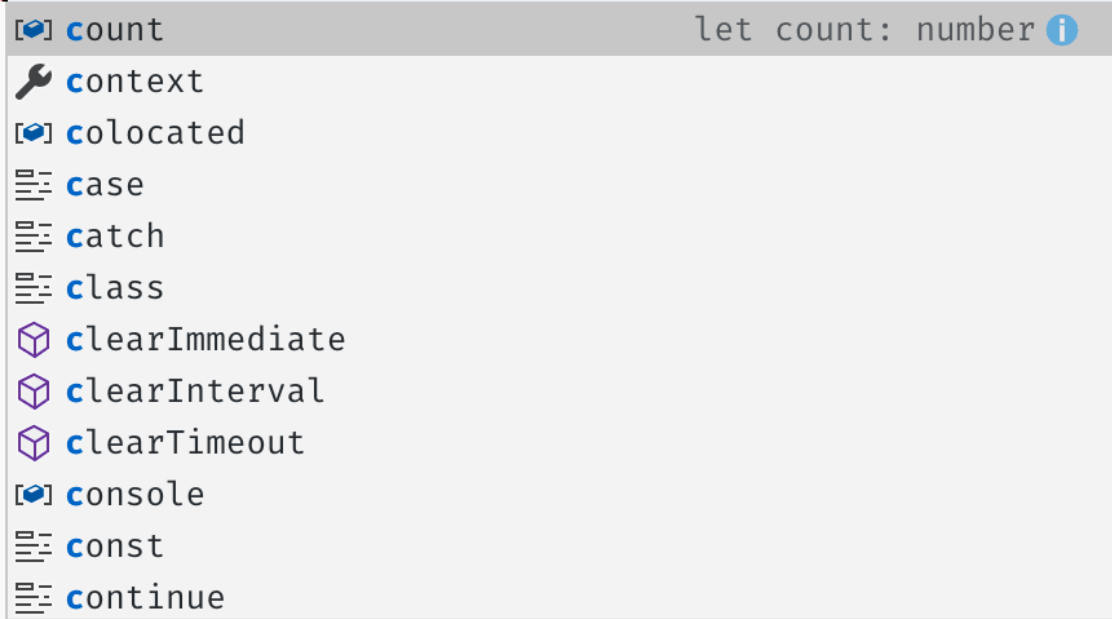 count let count: number
context
colocated
case
catch
class
clearImmediate
clearInterval
clearTimeout
console
const
continue